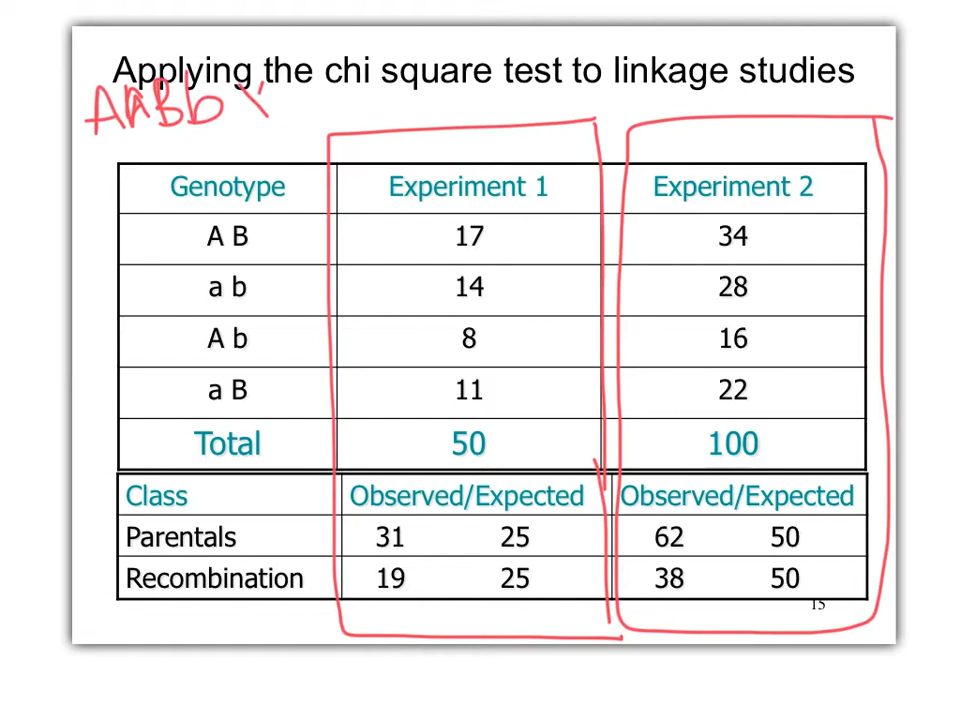 Applying the chi square test to linkage studies
AaBb X
Genotype Experiment 1 Experiment 2
A B 17 34
a b 14 28
A b 8 16
a B 11 22
Total 50 100
Class Observed/Expected Observed/Expected
Parentals 31 25 62 50
Recombination 19 25 38 50
15